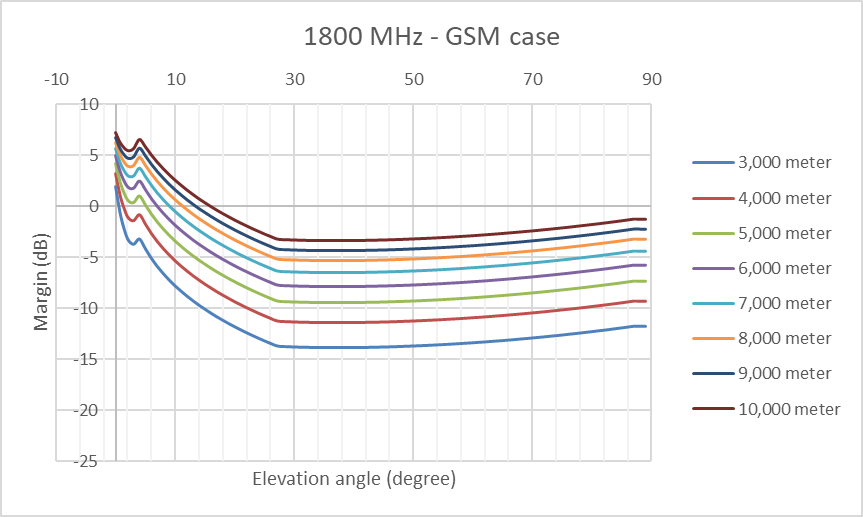 1800 MHz - GSM case
-10 10 30 50 70 90
10
5
0
-5
-10
-15
-20
-25
Margin (dB)
Elevation angle (degree)
3,000 meter
4,000 meter
5,000 meter
6,000 meter
7,000 meter
8,000 meter
9,000 meter
10,000 meter